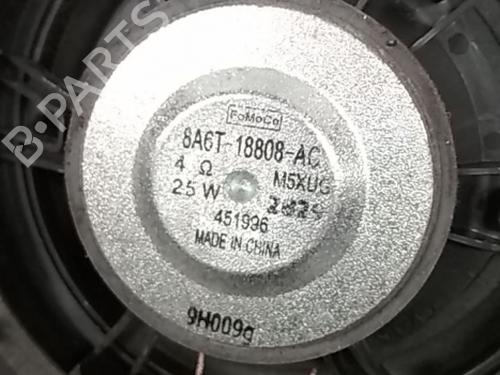 B-PARTS
FoMoCo
8A6T-18808-AC
4 Ω M5XUG
25 W
451936
MADE IN CHINA
9H009g